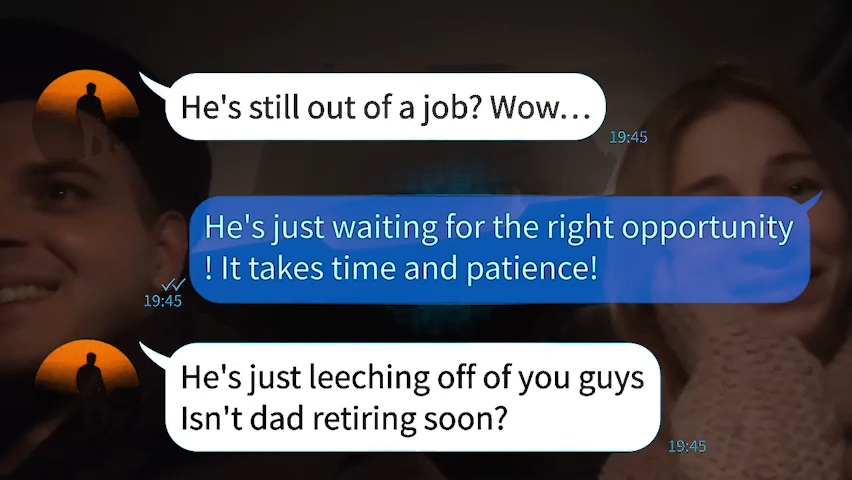 He's still out of a job? Wow...
19:45
He's just waiting for the right opportunity
! It takes time and patience!
19:45
He's just leeching off of you guys
Isn't dad retiring soon?
19:45